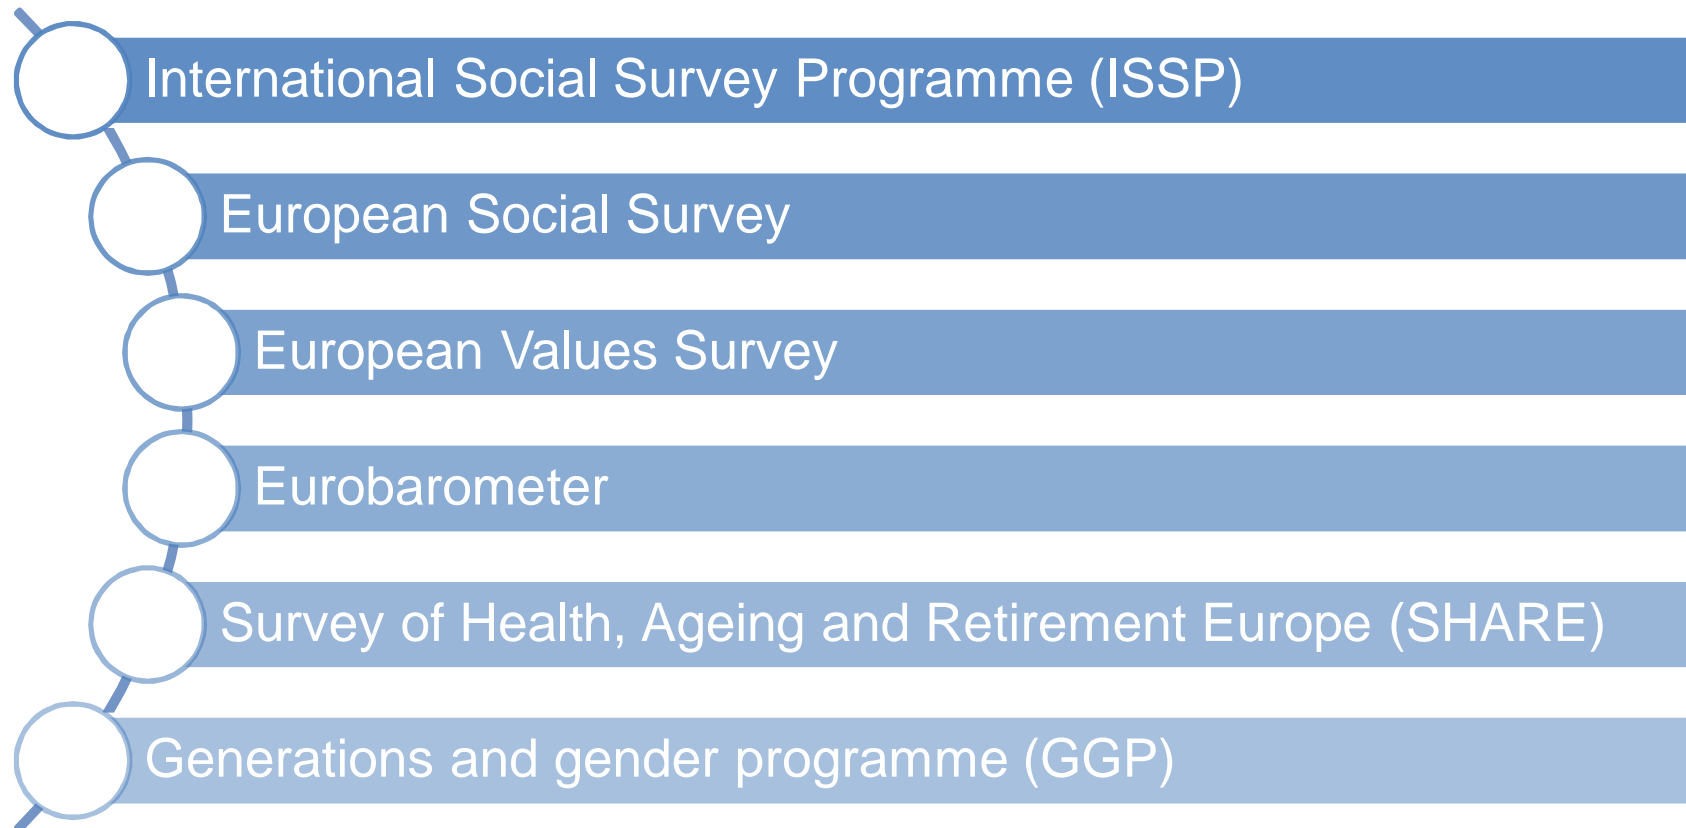 International Social Survey Programme (ISSP)
European Social Survey
European Values Survey
Eurobarometer
Survey of Health, Ageing and Retirement Europe (SHARE)
Generations and gender programme (GGP)